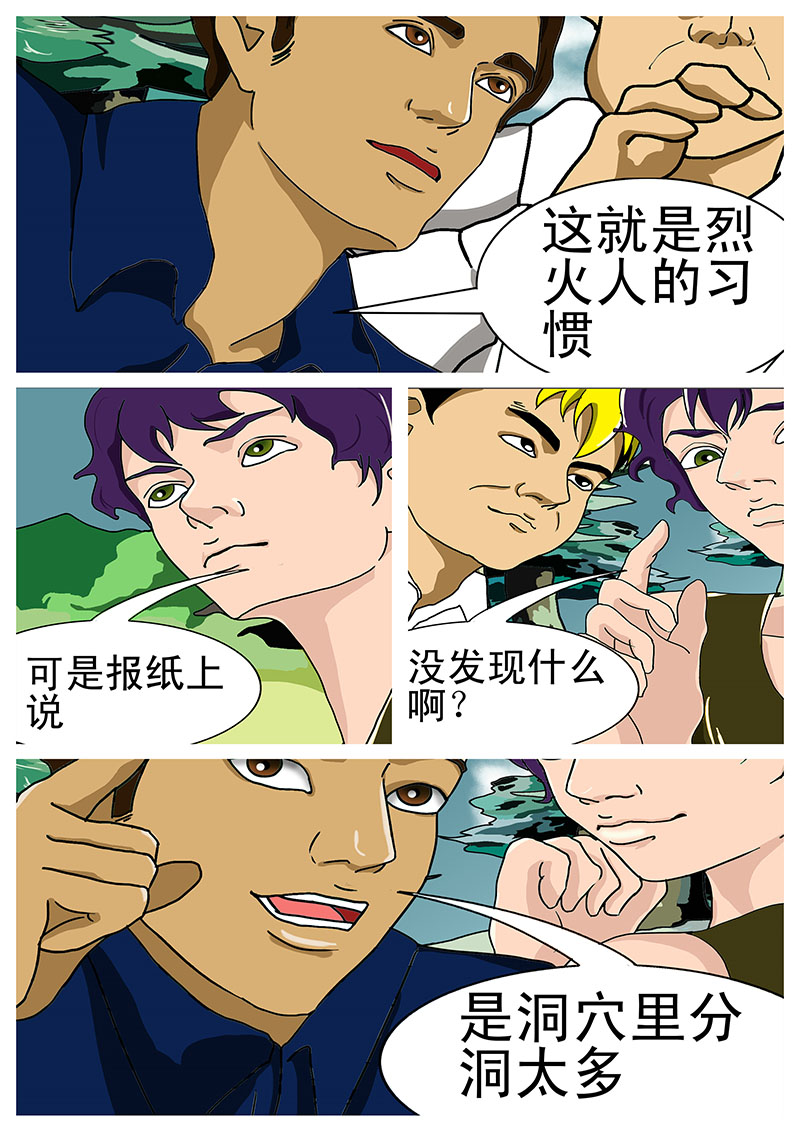 这就是烈
火人的习
惯
可是报纸上
说
没发现什么
啊？
是洞穴里分
洞太多